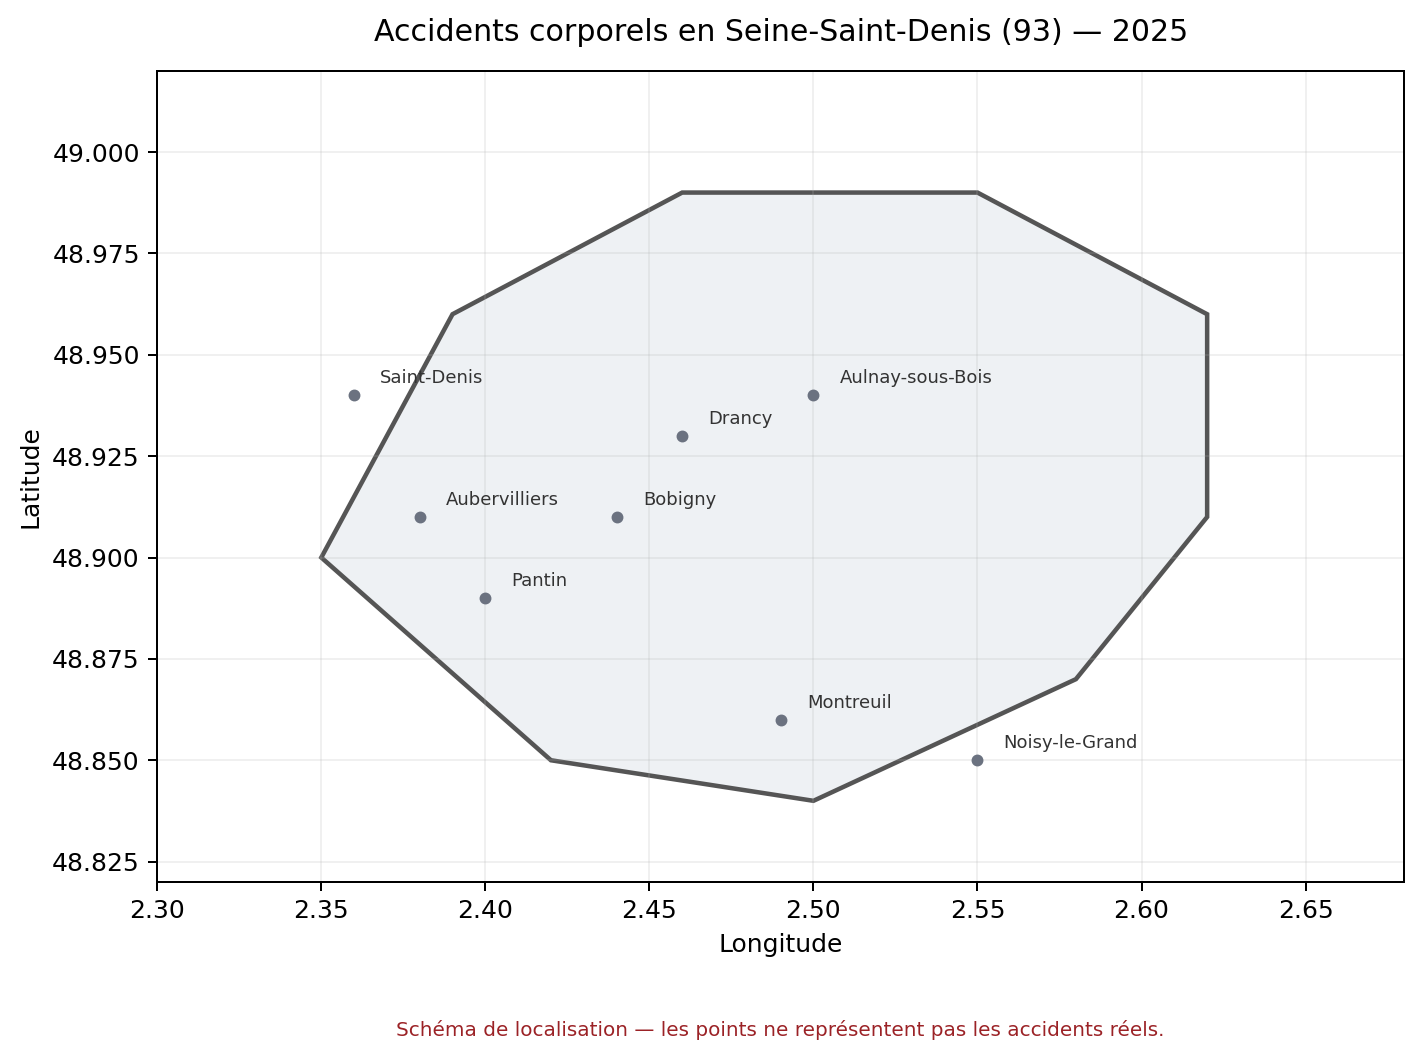 Accidents corporels en Seine-Saint-Denis (93) — 2025
49.000
48.975
48.950
48.925
48.900
48.875
48.850
48.825
Latitude
Saint-Denis
Aulnay-sous-Bois
Drancy
Aubervilliers
Bobigny
Pantin
Montreuil
Noisy-le-Grand
2.30 2.35 2.40 2.45 2.50 2.55 2.60 2.65
Longitude
Schéma de localisation — les points ne représentent pas les accidents réels.